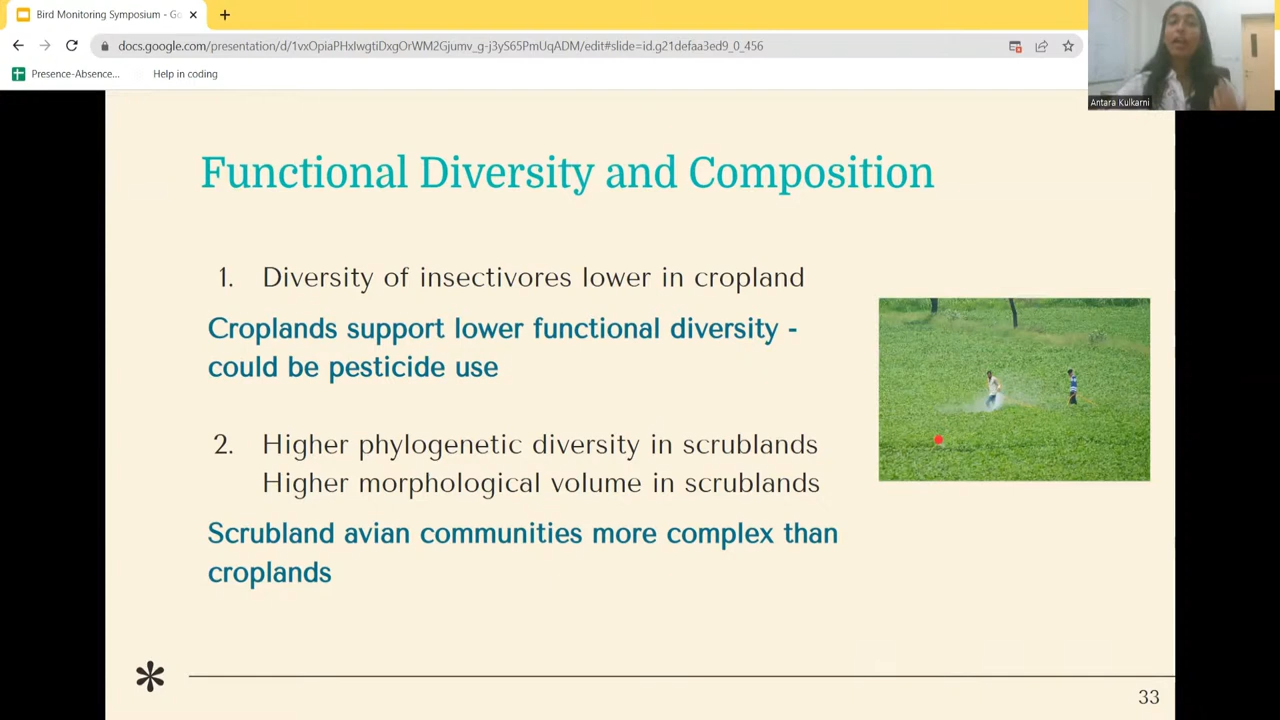 Bird Monitoring Symposium - Go
docs.google.com/presentation/d/1vxOpiaPHxIwgtiDxgOrWM2Gjumv_g-j3yS65PmUqADM/edit#slide=id.g21defaa3ed9_0_456
Presence-Absence... Help in coding
Antara Kulkarni
Functional Diversity and Composition
1. Diversity of insectivores lower in cropland
Croplands support lower functional diversity -
could be pesticide use
2. Higher phylogenetic diversity in scrublands
Higher morphological volume in scrublands
Scrubland avian communities more complex than
croplands
33